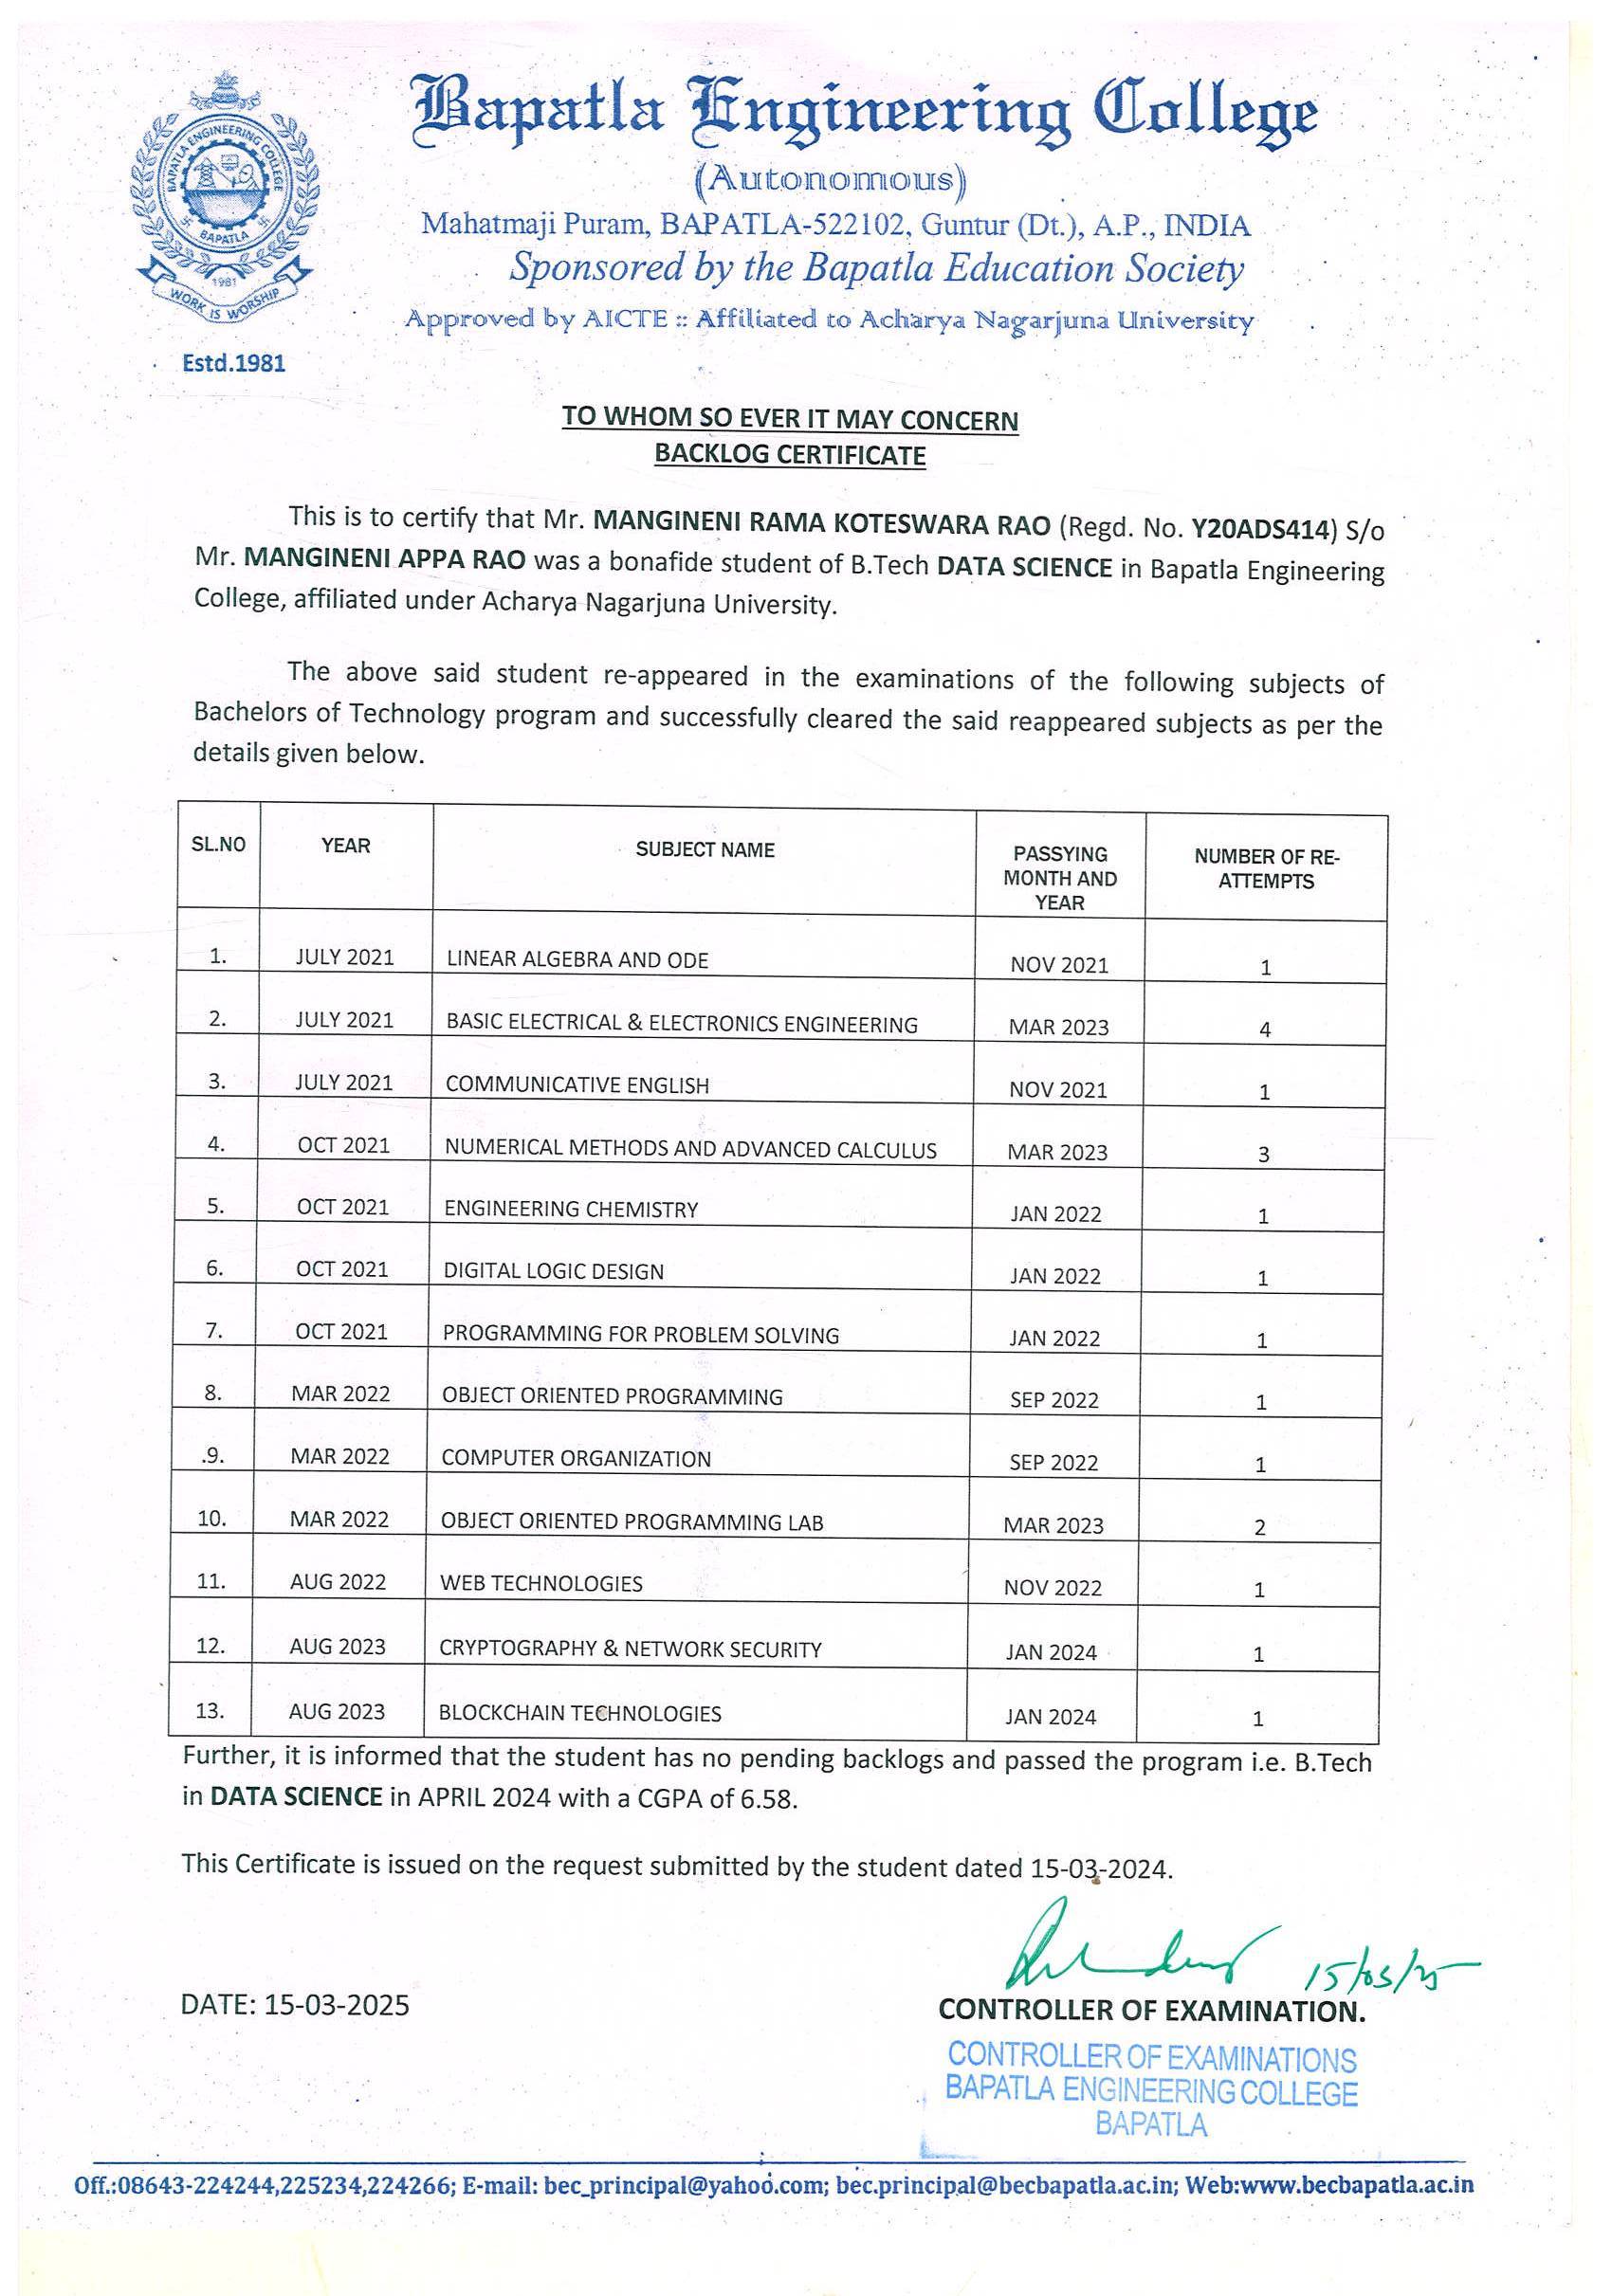 Bapatla Engineering College
(Autonomous)
Mahatmaji Puram, BAPATLA-522102, Guntur (Dt.), A.P., INDIA
Sponsored by the Bapatla Education Society
Approved by AICTE :: Affiliated to Acharya Nagarjuna University
BAPATLA ENGINEERING COLLEGE
BAPATLA
1981
WORK IS WORSHIP
Estd.1981
TO WHOM SO EVER IT MAY CONCERN
BACKLOG CERTIFICATE
This is to certify that Mr. MANGINENI RAMA KOTESWARA RAO (Regd. No. Y20ADS414) S/o
Mr. MANGINENI APPA RAO was a bonafide student of B.Tech DATA SCIENCE in Bapatla Engineering
College, affiliated under Acharya Nagarjuna University.
The above said student re-appeared in the examinations of the following subjects of
Bachelors of Technology program and successfully cleared the said reappeared subjects as per the
details given below.
SL.NO YEAR SUBJECT NAME PASSYING MONTH AND YEAR NUMBER OF RE-ATTEMPTS
1. JULY 2021 LINEAR ALGEBRA AND ODE NOV 2021 1
2. JULY 2021 BASIC ELECTRICAL & ELECTRONICS ENGINEERING MAR 2023 4
3. JULY 2021 COMMUNICATIVE ENGLISH NOV 2021 1
4. OCT 2021 NUMERICAL METHODS AND ADVANCED CALCULUS MAR 2023 3
5. OCT 2021 ENGINEERING CHEMISTRY JAN 2022 1
6. OCT 2021 DIGITAL LOGIC DESIGN JAN 2022 1
7. OCT 2021 PROGRAMMING FOR PROBLEM SOLVING JAN 2022 1
8. MAR 2022 OBJECT ORIENTED PROGRAMMING SEP 2022 1
9. MAR 2022 COMPUTER ORGANIZATION SEP 2022 1
10. MAR 2022 OBJECT ORIENTED PROGRAMMING LAB MAR 2023 2
11. AUG 2022 WEB TECHNOLOGIES NOV 2022 1
12. AUG 2023 CRYPTOGRAPHY & NETWORK SECURITY JAN 2024 1
13. AUG 2023 BLOCKCHAIN TECHNOLOGIES JAN 2024 1
Further, it is informed that the student has no pending backlogs and passed the program i.e. B.Tech
in DATA SCIENCE in APRIL 2024 with a CGPA of 6.58.
This Certificate is issued on the request submitted by the student dated 15-03-2024.
15/03/25
DATE: 15-03-2025
CONTROLLER OF EXAMINATION.
CONTROLLER OF EXAMINATIONS
BAPATLA ENGINEERING COLLEGE
BAPATLA
Off.:08643-224244,225234,224266; E-mail: bec_principal@yahoo.com; bec.principal@becbapatla.ac.in; Web:www.becbapatla.ac.in